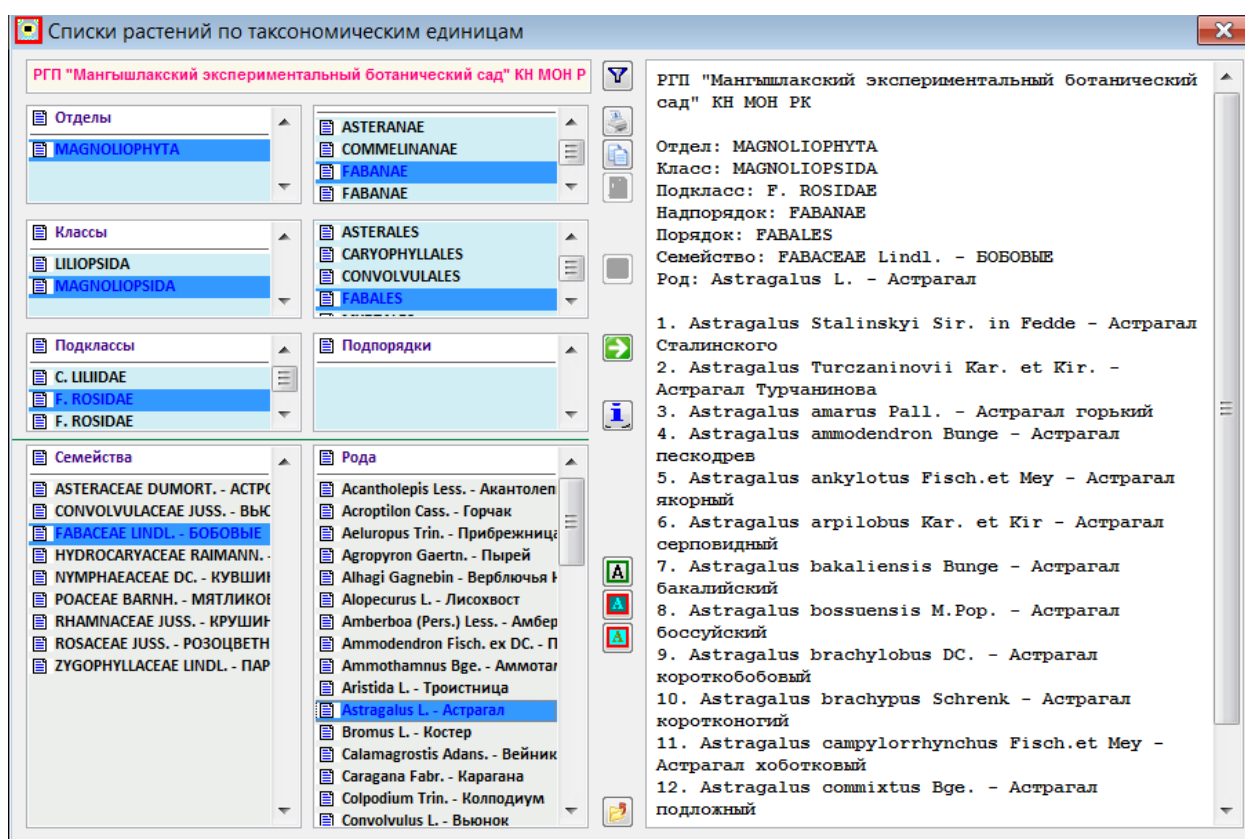 Списки растений по таксономическим единицам
РГП "Мангышлакский экспериментальный ботанический сад" КН МОН Р
Отделы
MAGNOLIOPHYTA
ASTERANAE
COMMELINANAE
FABANAE
FABANAE
Классы
LILIOPSIDA
MAGNOLIOPSIDA
ASTERALES
CARYOPHYLLALES
CONVOLVULALES
FABALES
Подклассы
C. LILIIDAE
F. ROSIDAE
F. ROSIDAE
Подпорядки
Семейства
ASTERACEAE DUMORT. - АСТРО
CONVOLVULACEAE JUSS. - ВЬЮ
FABACEAE LINDL. - БОБОВЫЕ
HYDROCARYACEAE RAIMANN. -
NYMPHAEACEAE DC. - КУВШИН
POACEAE BARNH. - МЯТЛИКОВ
RHAMNACEAE JUSS. - КРУШИН
ROSACEAE JUSS. - РОЗОЦВЕТН
ZYGOPHYLLACEAE LINDL. - ПАР
Рода
Acantholepis Less. - Акантолеп
Acroptilon Cass. - Горчак
Aeluropus Trin. - Прибрежница
Agropyron Gaertn. - Пырей
Alhagi Gagnebin - Верблюжья к
Alopecurus L. - Лисохвост
Amberboa (Pers.) Less. - Амбер
Ammodendron Fisch. ex DC. - П
Ammothamnus Bge. - Аммотам
Aristida L. - Троистница
Astragalus L. - Астрагал
Bromus L. - Костер
Calamagrostis Adans. - Вейник
Caragana Fabr. - Карагана
Colpodium Trin. - Колподиум
Convolvulus L. - Вьюнок
РГП "Мангышлакский экспериментальный ботанический
сад" КН МОН РК
Отдел: MAGNOLIOPHYTA
Класс: MAGNOLIOPSIDA
Подкласс: F. ROSIDAE
Надпорядок: FABANAE
Порядок: FABALES
Семейство: FABACEAE Lindl. - БОБОВЫЕ
Род: Astragalus L. - Астрагал
1. Astragalus Stalinskyi Sir. in Fedde - Астрагал
Сталинского
2. Astragalus Turczaninovii Kar. et Kir. -
Астрагал Турчанинова
3. Astragalus amarus Pall. - Астрагал горький
4. Astragalus ammodendron Bunge - Астрагал
пескодрев
5. Astragalus ankylotus Fisch.et Mey - Астрагал
якорный
6. Astragalus arpilobus Kar. et Kir - Астрагал
серповидный
7. Astragalus bakaliensis Bunge - Астрагал
бакалийский
8. Astragalus bossuensis M.Pop. - Астрагал
боссуйский
9. Astragalus brachylobus DC. - Астрагал
короткобобовый
10. Astragalus brachypus Schrenk - Астрагал
коротконогий
11. Astragalus campylorrhynchus Fisch.et Mey -
Астрагал хоботковый
12. Astragalus commixtus Bge. - Астрагал
подложный